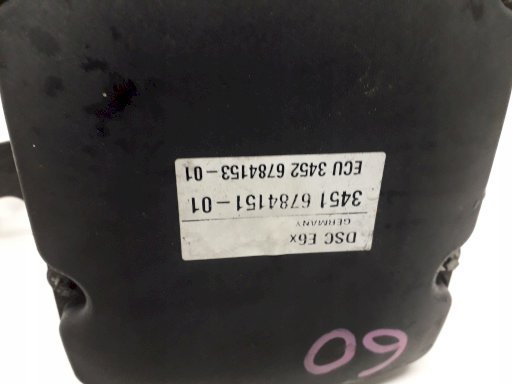 DSC E6x
GERMANY
3451 6784151-01
ECU 3452 6784153-01
60